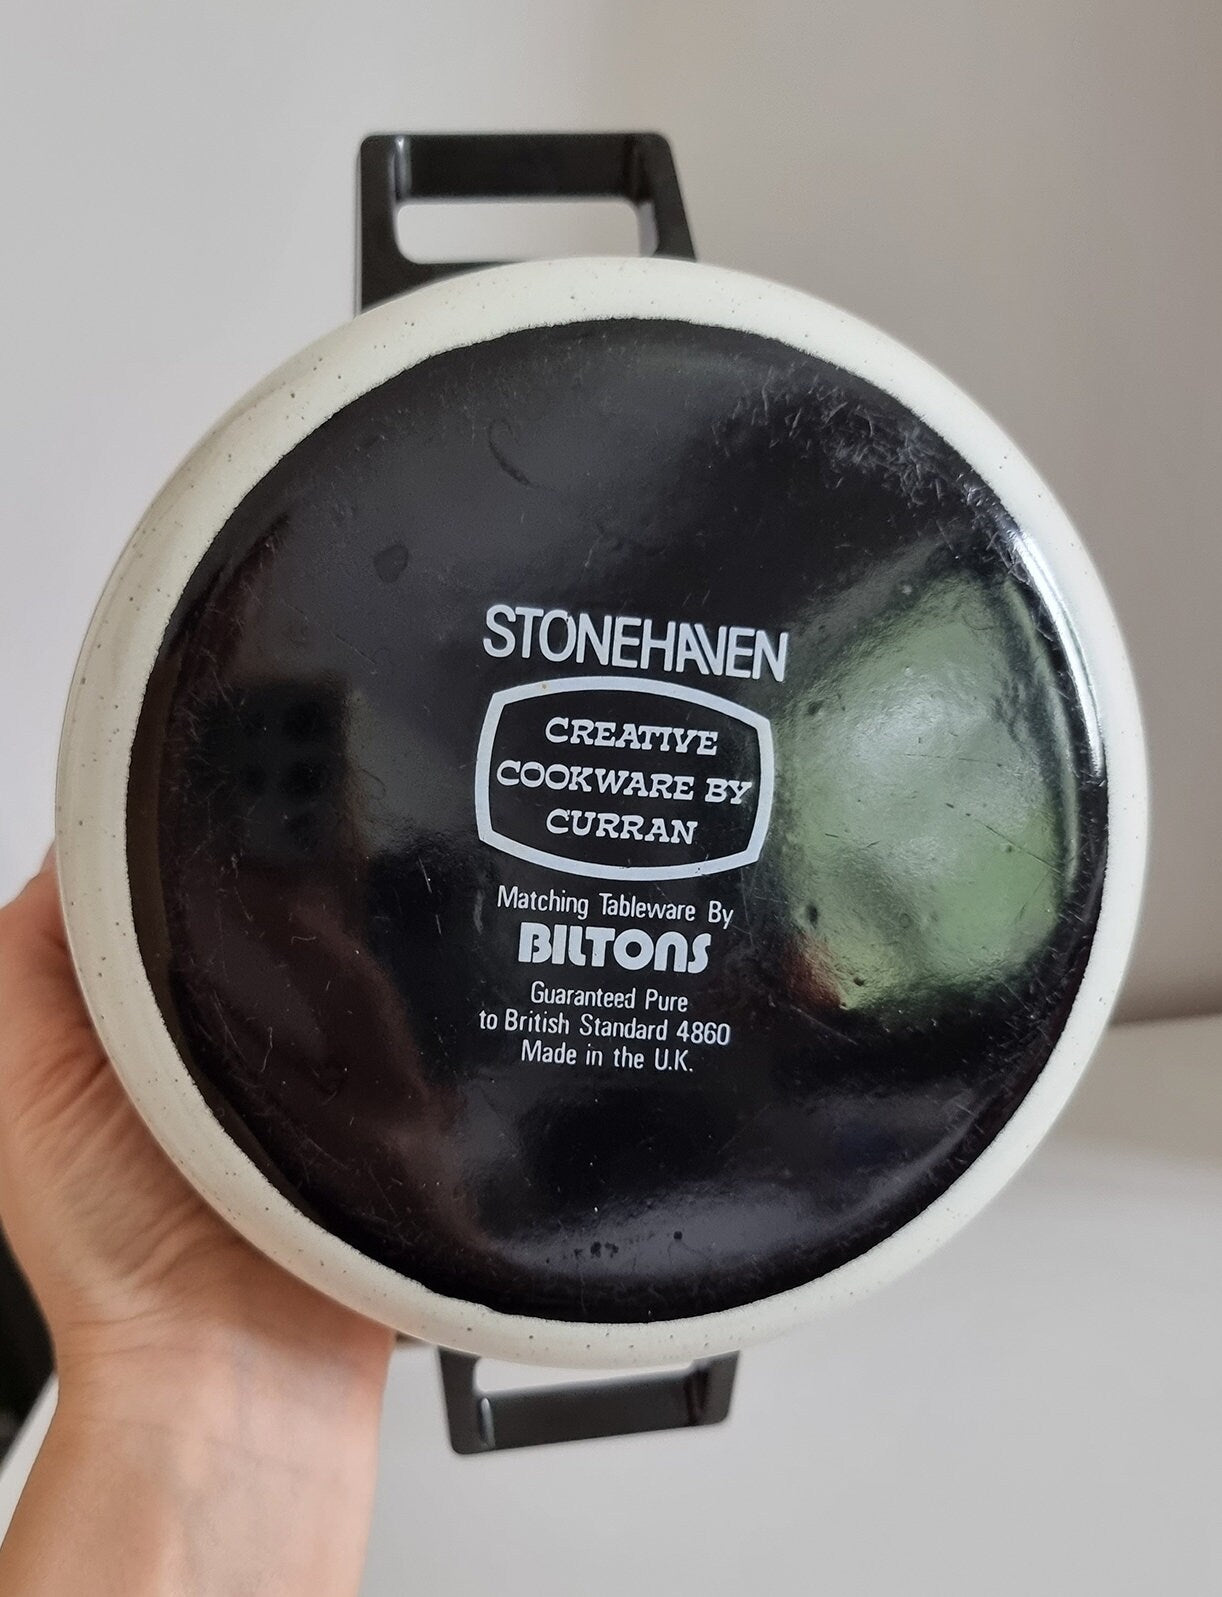 STONEHAVEN
CREATIVE
COOKWARE BY
CURRAN
Matching Tableware By
BILTONS
Guaranteed Pure
to British Standard 4860
Made in the U.K.